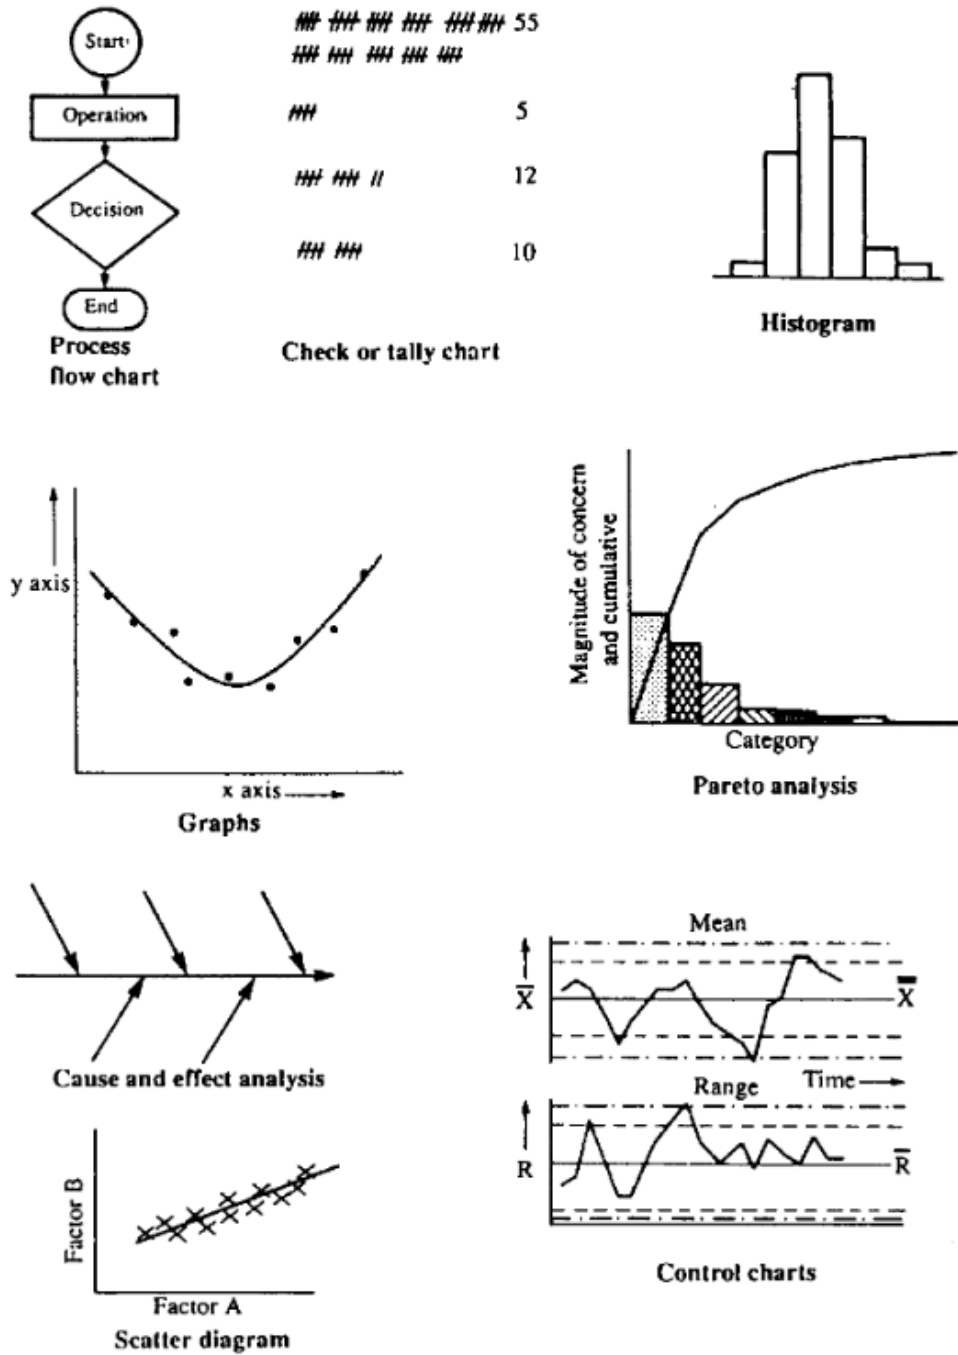 Start
Operation
Decision
End
Process
flow chart
55
5
12
10
Check or tally chart
Histogram
y axis
x axis
Graphs
Magnitude of concern
and cumulative
Category
Pareto analysis
Cause and effect analysis
Mean
X̄
X̿
Time
Range
R
R̄
Control charts
Factor B
Factor A
Scatter diagram